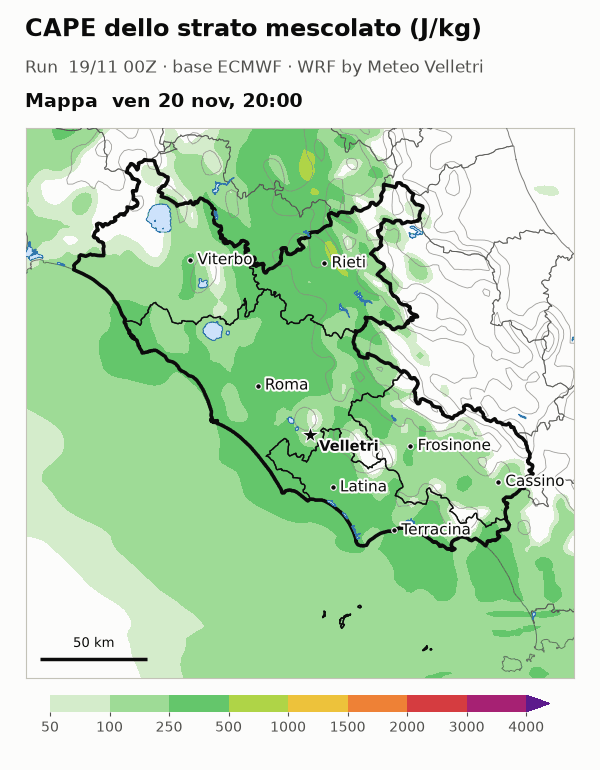 CAPE dello strato mescolato (J/kg)
Run  19/11 00Z · base ECMWF · WRF by Meteo Velletri
Mappa  ven 20 nov, 20:00
Viterbo
Rieti
Roma
Velletri
Frosinone
Latina
Cassino
Terracina
50 km
50 100 250 500 1000 1500 2000 3000 4000